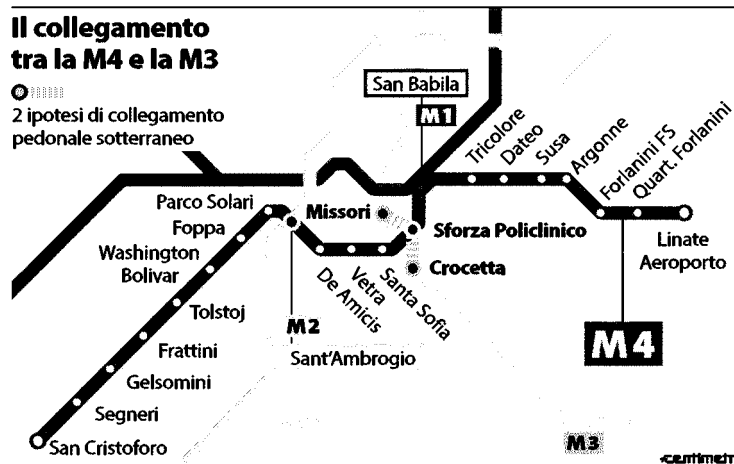 Il collegamento
tra la M4 e la M3
2 ipotesi di collegamento
pedonale sotterraneo
San Babila
M1
Tricolore
Dateo
Susa
Argonne
Forlanini FS
Quart. Forlanini
Linate
Aeroporto
M4
Parco Solari
Foppa
Washington
Bolivar
Tolstoj
Frattini
Gelsomini
Segneri
San Cristoforo
Missori
Sforza Policlinico
Crocetta
Santa Sofia
Vetra
De Amicis
M2
Sant'Ambrogio
M3
centimetri